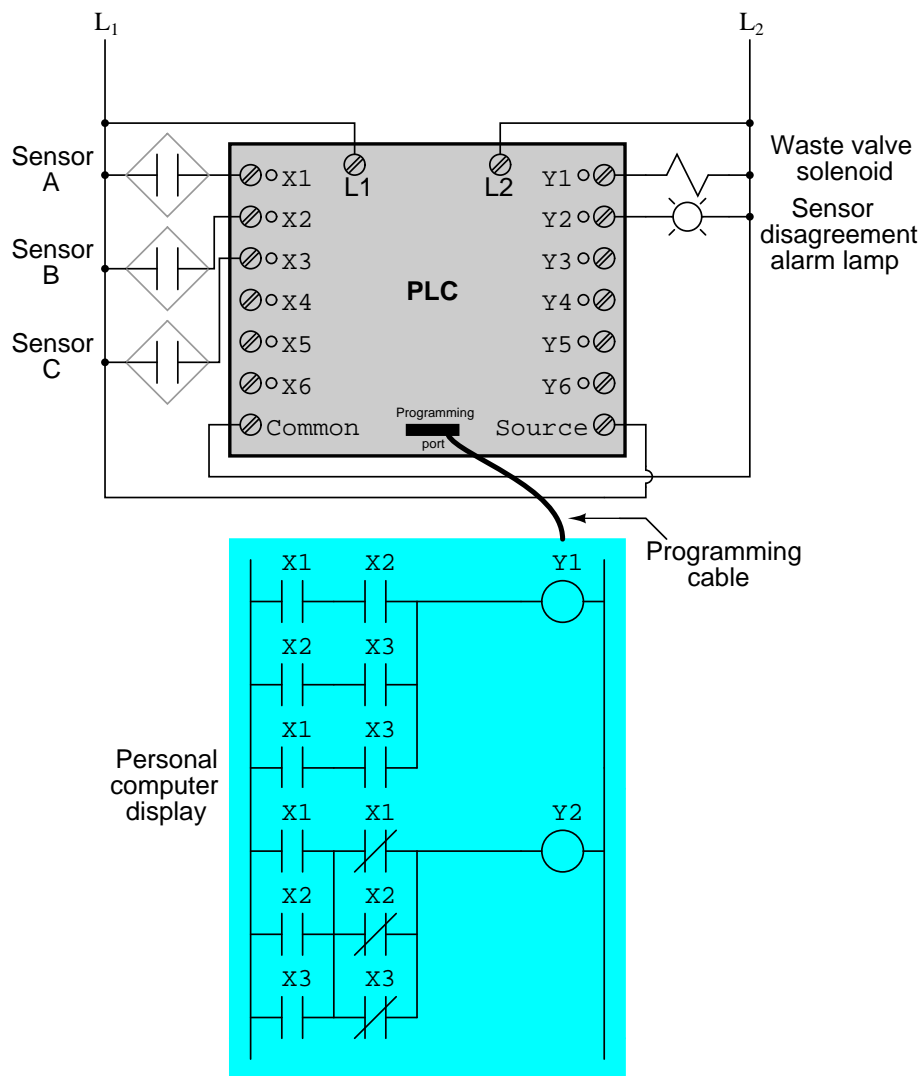 L1
L2
Sensor
A
Sensor
B
Sensor
C
X1
X2
X3
X4
X5
X6
Common
L1
L2
PLC
Programming
port
Y1
Y2
Y3
Y4
Y5
Y6
Source
Waste valve
solenoid
Sensor
disagreement
alarm lamp
Programming
cable
Personal
computer
display
X1 X2 Y1
X2 X3
X1 X3
X1 X1 Y2
X2 X2
X3 X3